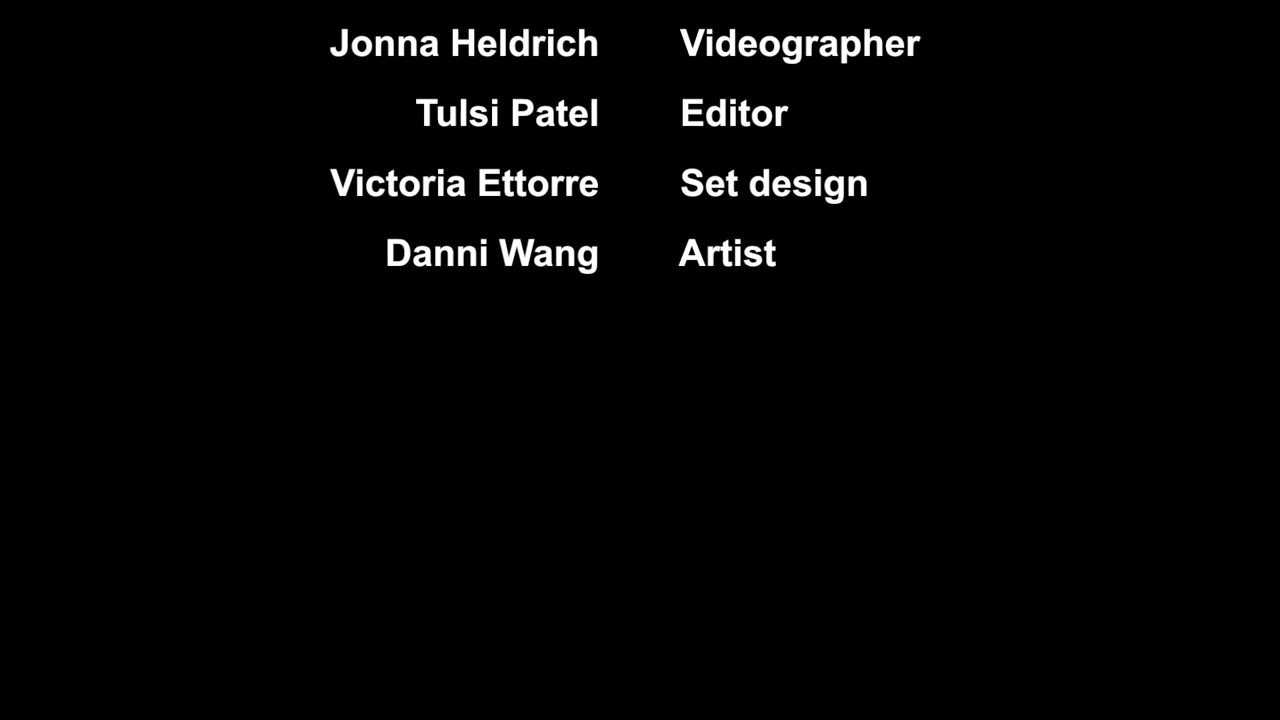 Jonna Heldrich Videographer
Tulsi Patel Editor
Victoria Ettorre Set design
Danni Wang Artist